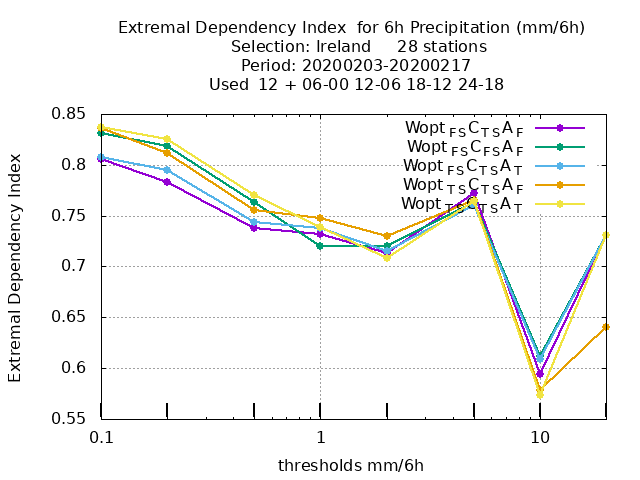 Extremal Dependency Index  for 6h Precipitation (mm/6h)
Selection: Ireland     28 stations
Period: 20200203-20200217
Used  12 + 06-00 12-06 18-12 24-18
Extremal Dependency Index
0.85
0.8
0.75
0.7
0.65
0.6
0.55
Wopt FS C TS A F
Wopt FS C FS A F
Wopt FS C TS A T
Wopt TS C TS A F
Wopt TS C TS A T
0.1
1
10
thresholds mm/6h